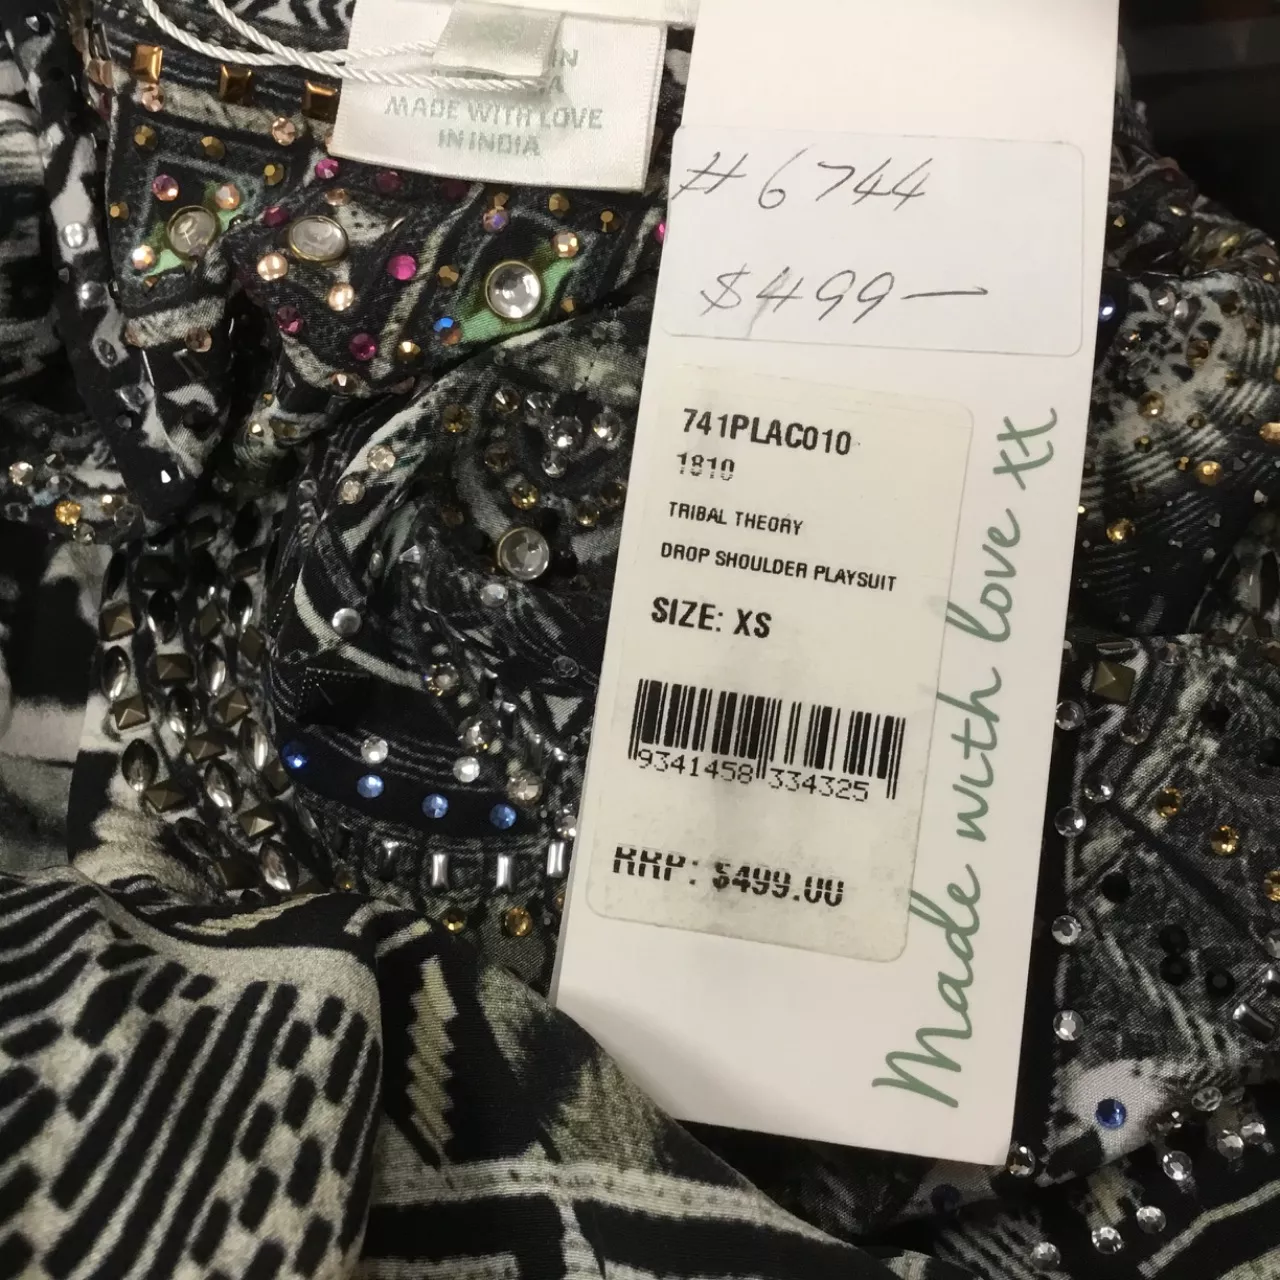 MADE WITH LOVE
IN INDIA
#6744
$499—
741PLAC010
1810
TRIBAL THEORY
DROP SHOULDER PLAYSUIT
SIZE: XS
9341458 334325
RRP: $499.00
Made with love xx